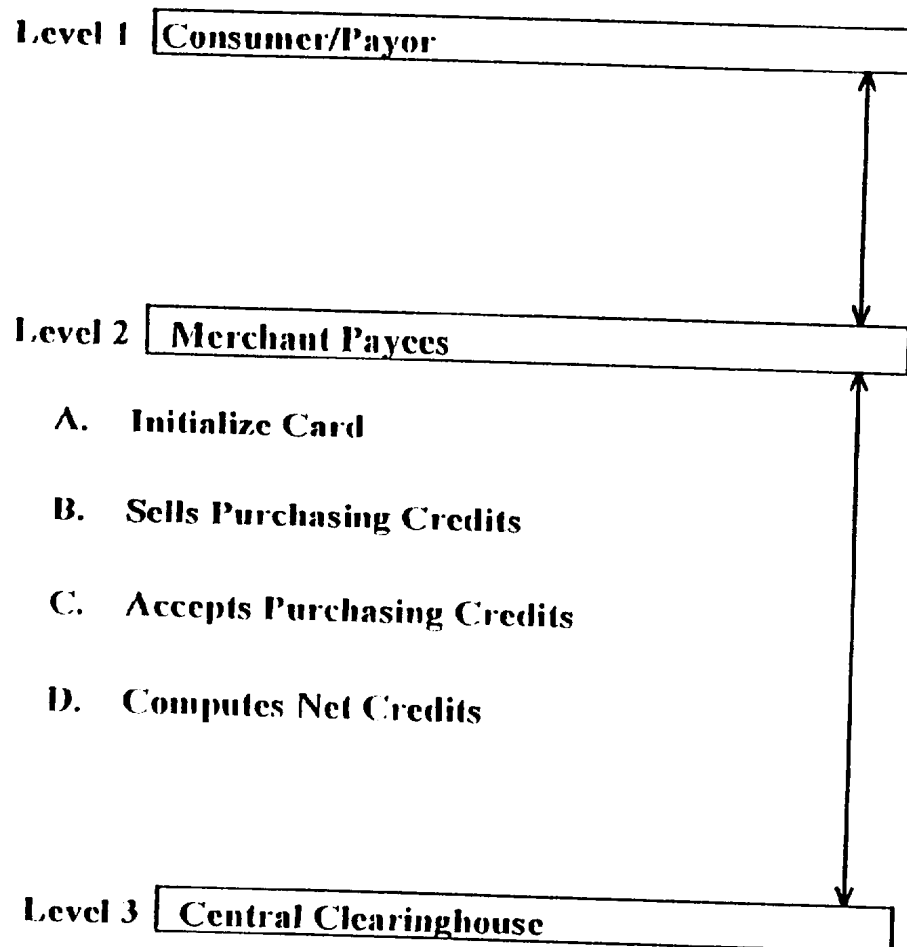 Level 1 Consumer/Payor
Level 2 Merchant Payees
A. Initialize Card
B. Sells Purchasing Credits
C. Accepts Purchasing Credits
D. Computes Net Credits
Level 3 Central Clearinghouse